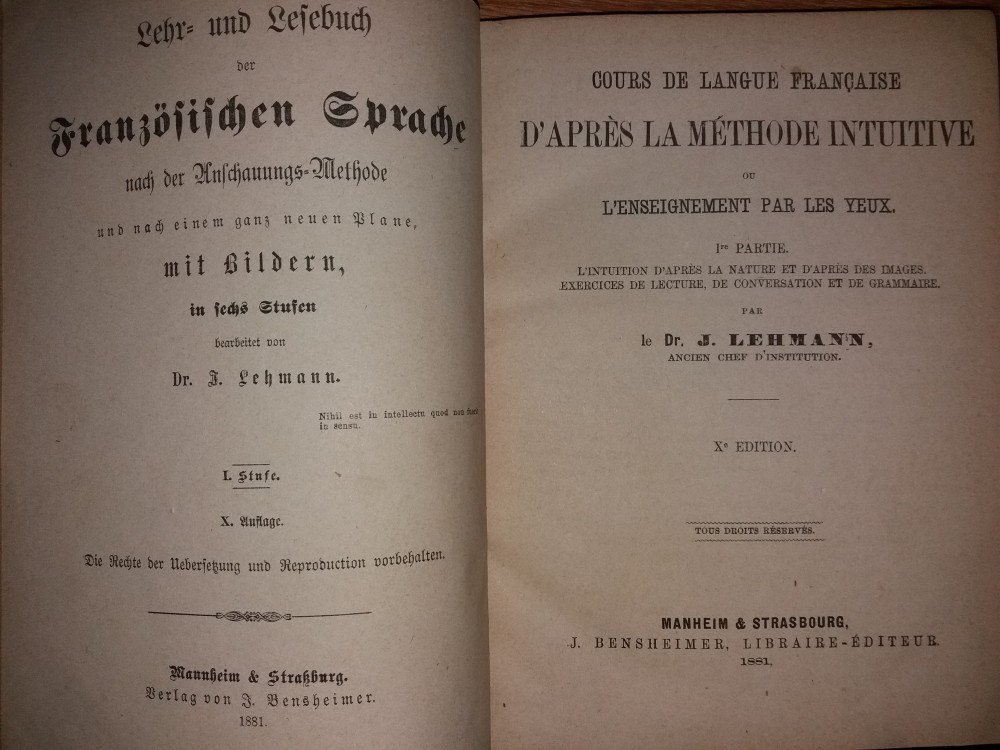 Lehr- und Lesebuch
der
Französischen Sprache
nach der Anschauungs-Methode
und nach einem ganz neuen Plane,
mit Bildern,
in sechs Stufen
bearbeitet von
Dr. J. Lehmann.
Nihil est in intellectu quod non fuerit
in sensu.
I. Stufe.
X. Auflage.
Die Rechte der Uebersetzung und Reproduction vorbehalten.
Mannheim & Straßburg.
Verlag von J. Bensheimer.
1881.
COURS DE LANGUE FRANÇAISE
D'APRÈS LA MÉTHODE INTUITIVE
OU
L'ENSEIGNEMENT PAR LES YEUX.
Ire PARTIE.
L'INTUITION D'APRÈS LA NATURE ET D'APRÈS DES IMAGES.
EXERCICES DE LECTURE, DE CONVERSATION ET DE GRAMMAIRE.
PAR
le Dr. J. LEHMANN,
ANCIEN CHEF D'INSTITUTION.
Xe EDITION.
TOUS DROITS RÉSERVÉS.
MANHEIM & STRASBOURG,
J. BENSHEIMER, LIBRAIRE-ÉDITEUR.
1881.